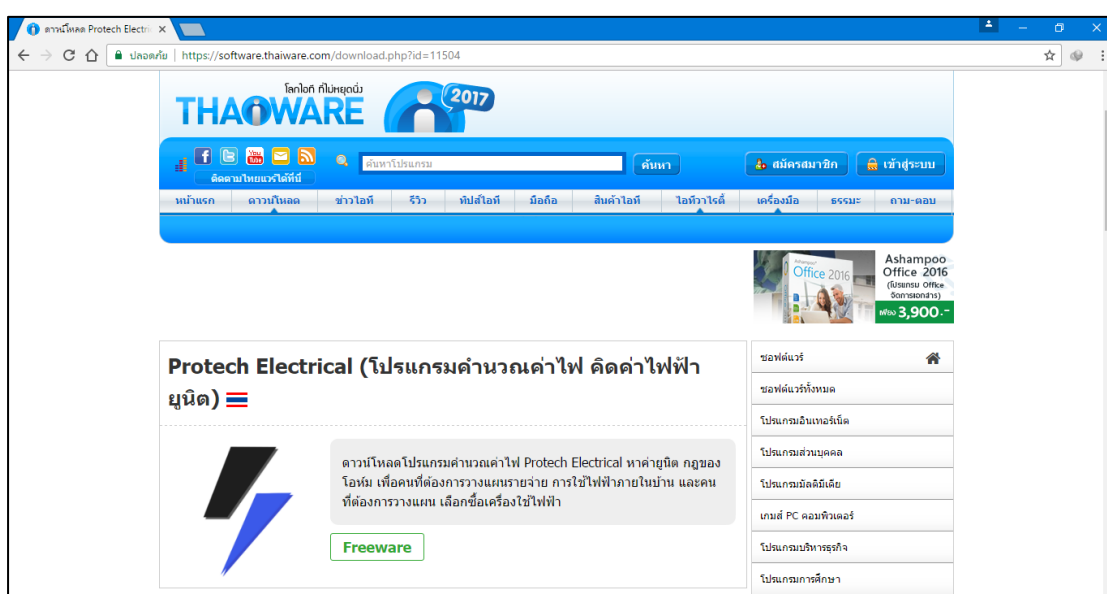 ดาวน์โหลด Protech Electri
ปลอดภัย https://software.thaiware.com/download.php?id=11504
โลกไอที ที่ไม่หยุดนิ่ง
THAIWARE 2017
ติดตามไทยแวร์ได้ที่นี่
ค้นหาโปรแกรม ค้นหา สมัครสมาชิก เข้าสู่ระบบ
หน้าแรก ดาวน์โหลด ข่าวไอที รีวิว ทิปส์ไอที มือถือ สินค้าไอที ไอทีวาไรตี้ เครื่องมือ ธรรมะ ถาม-ตอบ
Ashampoo
Office 2016
Ashampoo
Office 2016
(โปรแกรม Office
จัดการเอกสาร)
เพียง 3,900.-
Protech Electrical (โปรแกรมคำนวณค่าไฟ คิดค่าไฟฟ้า
ยูนิต)
ดาวน์โหลดโปรแกรมคำนวณค่าไฟ Protech Electrical หาค่ายูนิต กฎของ
โอห์ม เพื่อคนที่ต้องการวางแผนรายจ่าย การใช้ไฟฟ้าภายในบ้าน และคน
ที่ต้องการวางแผน เลือกซื้อเครื่องใช้ไฟฟ้า
Freeware
ซอฟต์แวร์
ซอฟต์แวร์ทั้งหมด
โปรแกรมอินเทอร์เน็ต
โปรแกรมส่วนบุคคล
โปรแกรมมัลติมีเดีย
เกมส์ PC คอมพิวเตอร์
โปรแกรมบริหารธุรกิจ
โปรแกรมการศึกษา